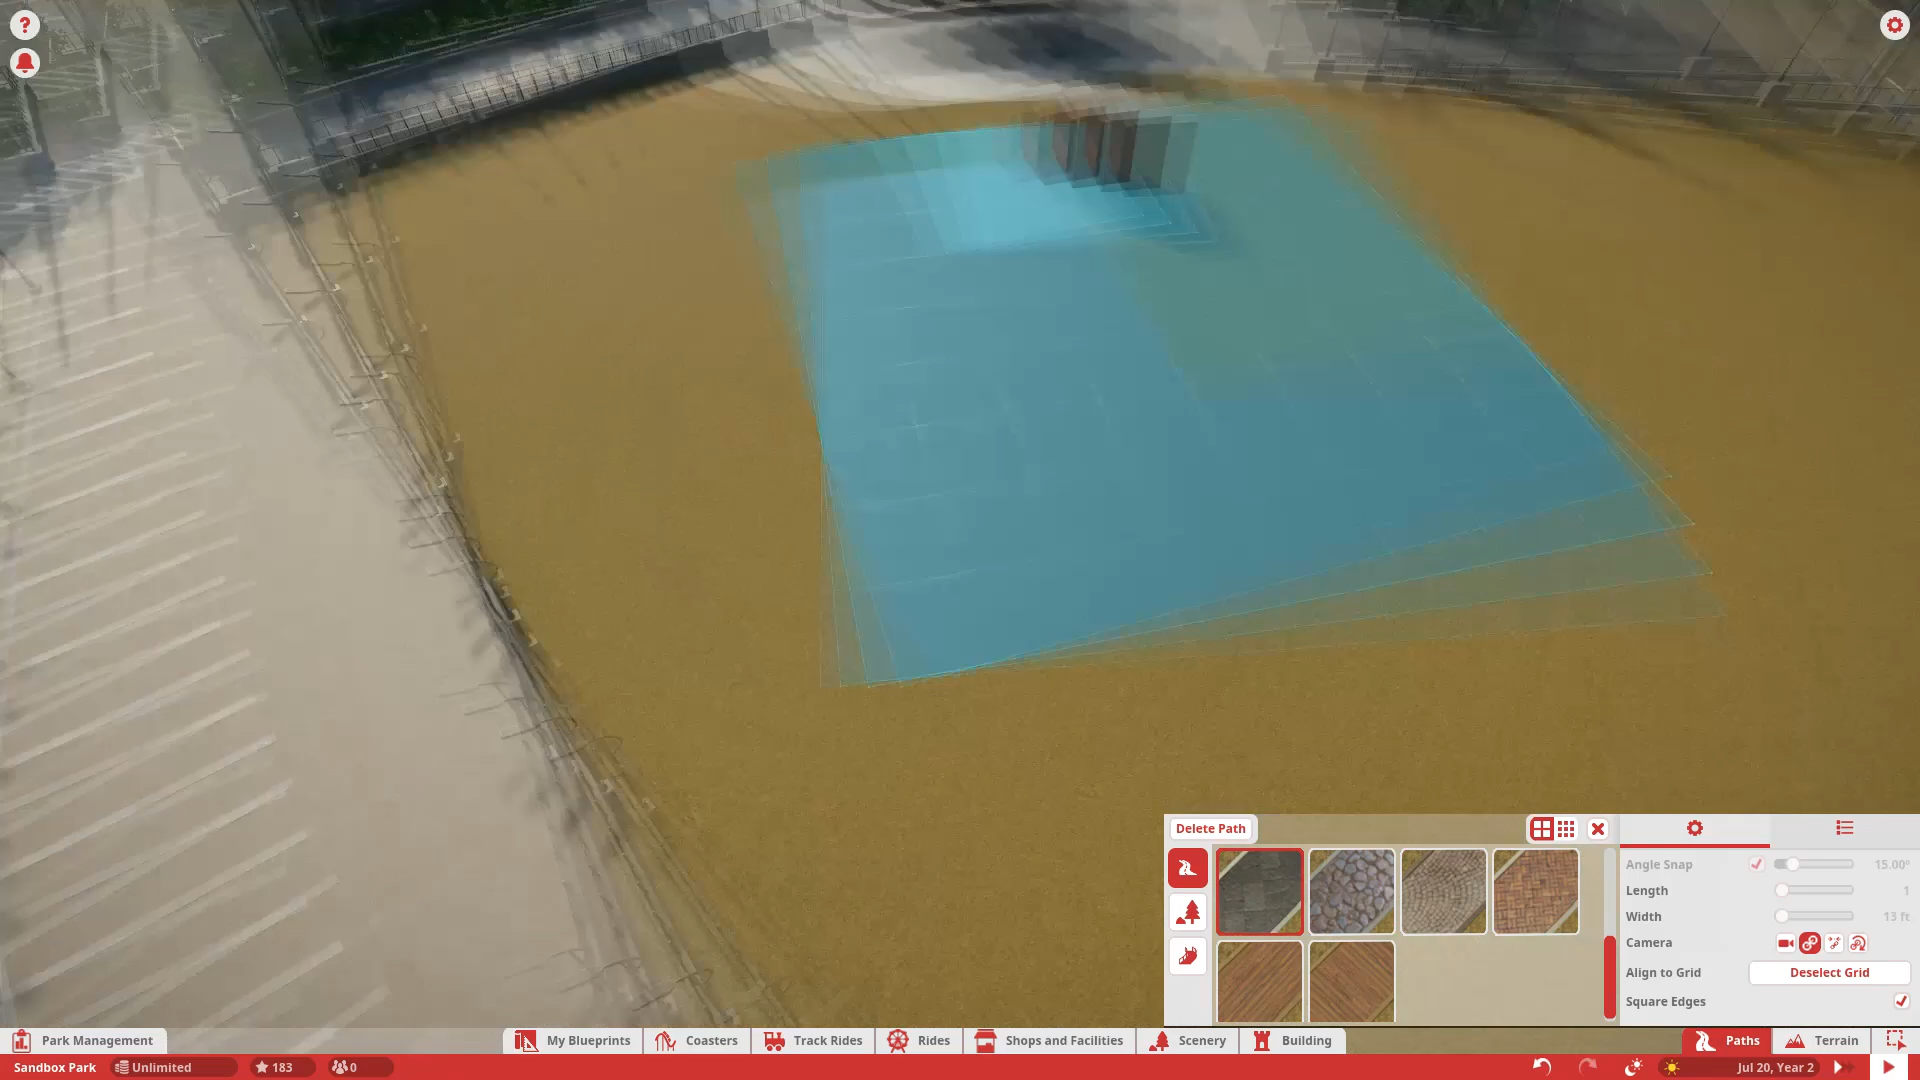 ?
Delete Path
Angle Snap 15.00°
Length 1
Width 13 ft
Camera
Align to Grid Deselect Grid
Square Edges
Park Management My Blueprints Coasters Track Rides Rides Shops and Facilities Scenery Building Paths Terrain
Sandbox Park Unlimited 183 0 Jul 20, Year 2